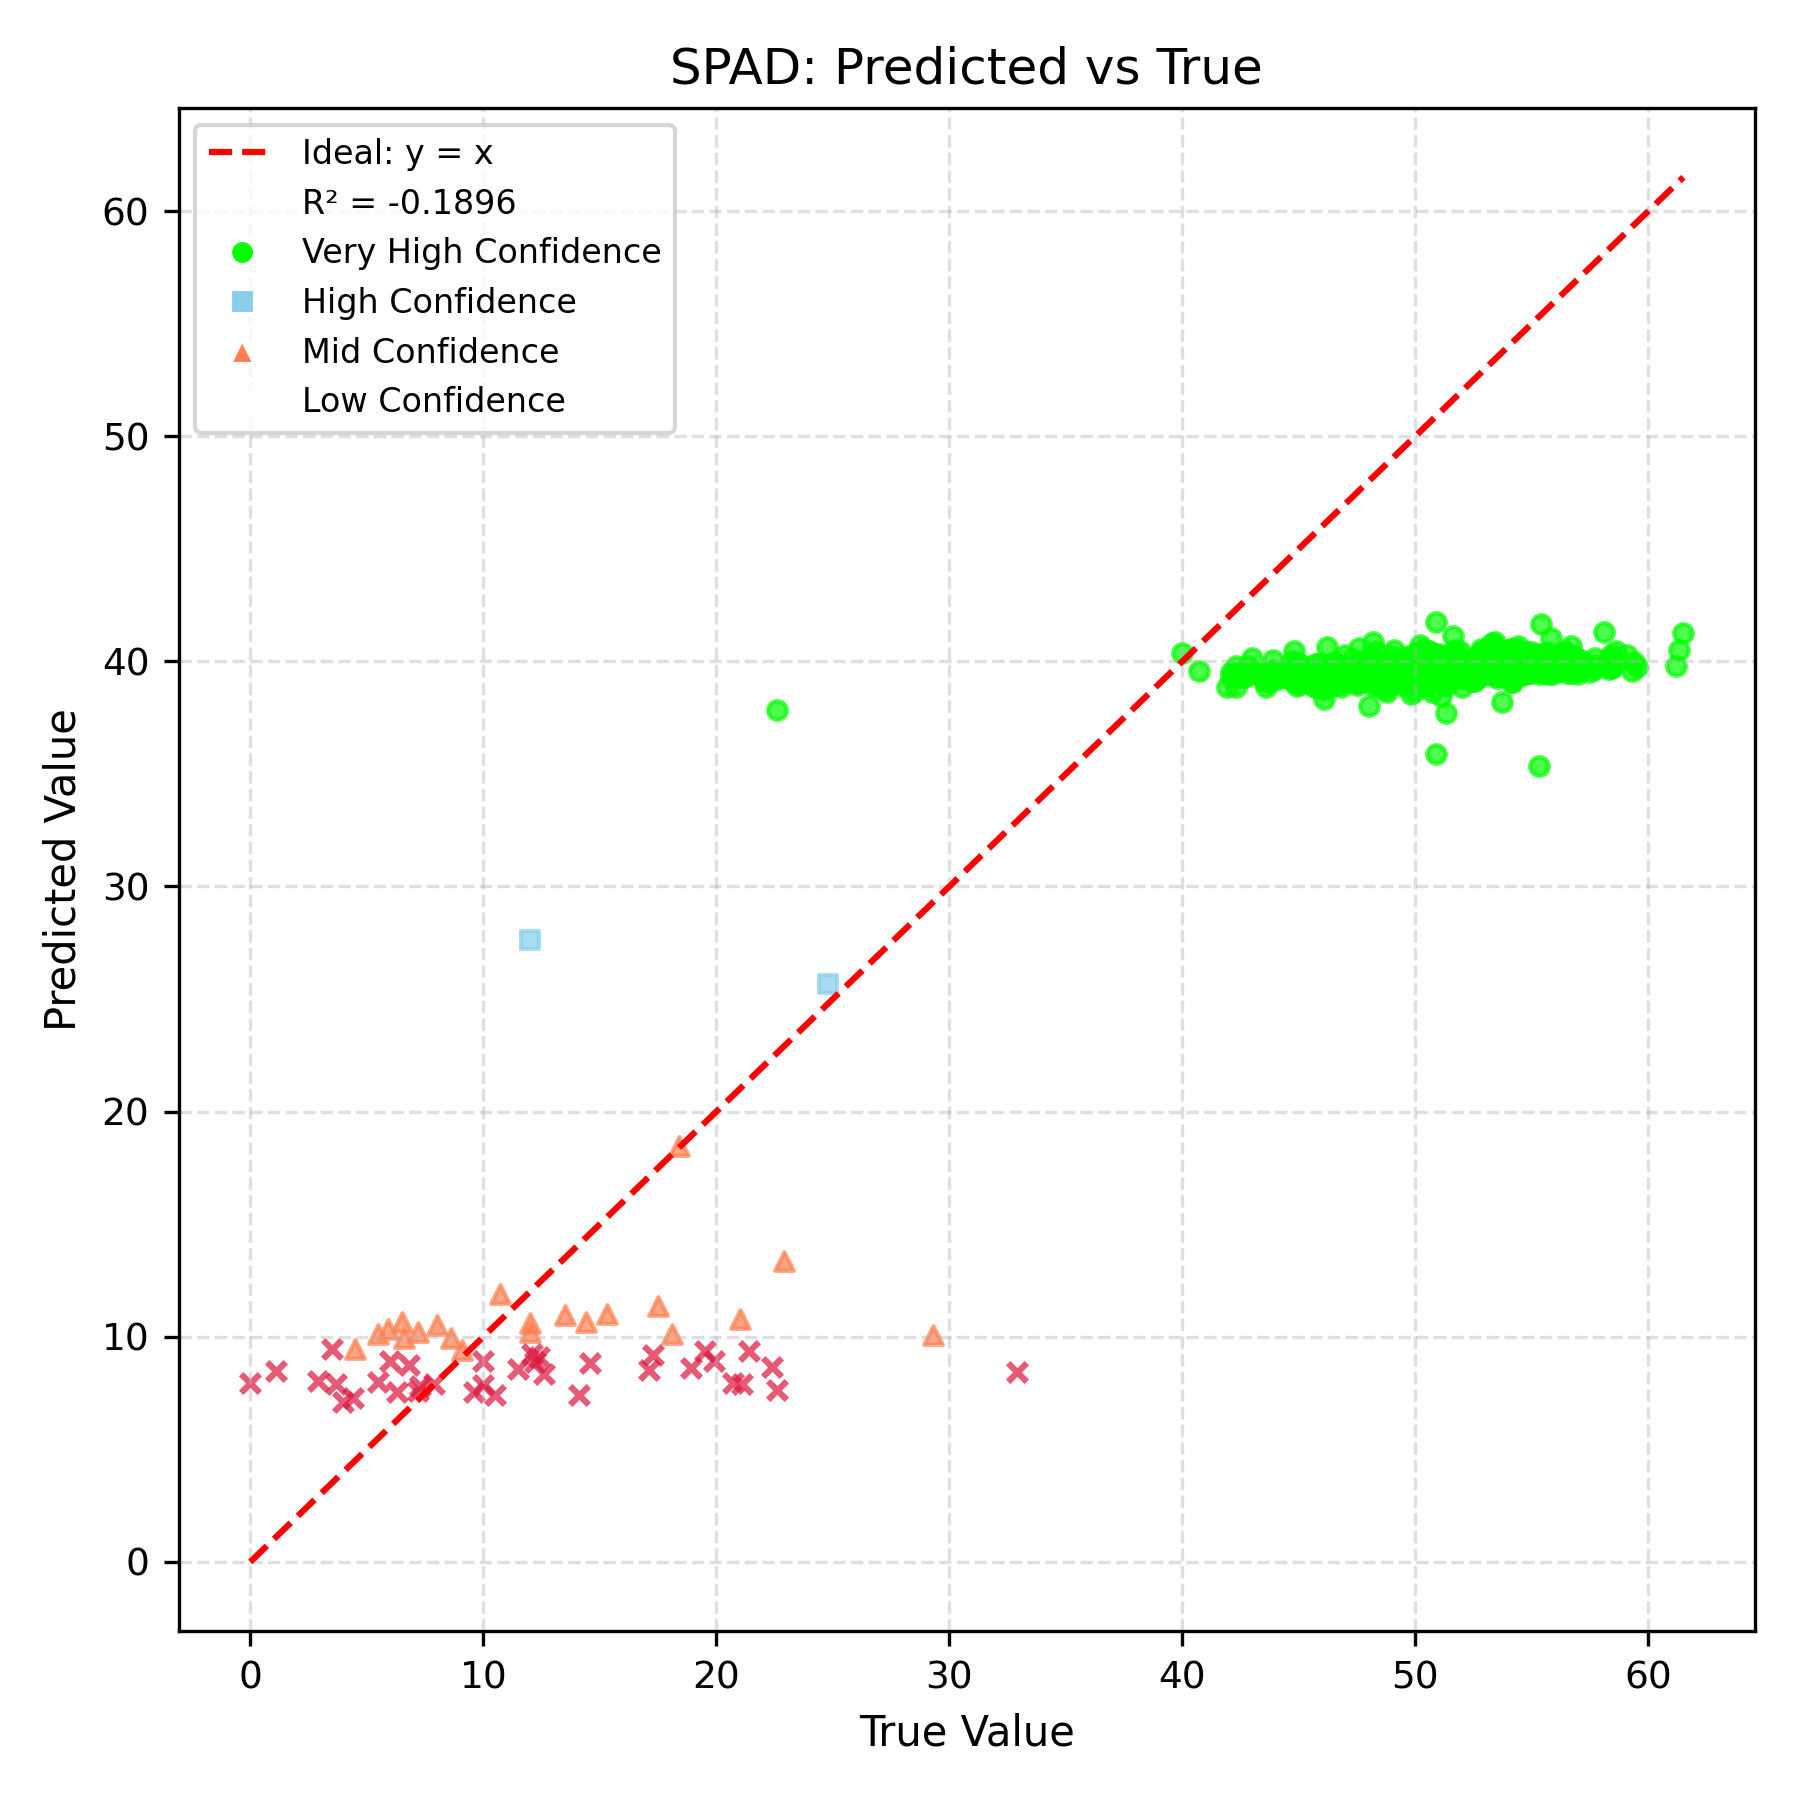 SPAD: Predicted vs True
Ideal: y = x
R² = -0.1896
Very High Confidence
High Confidence
Mid Confidence
Low Confidence
Predicted Value
60
50
40
30
20
10
0
0 10 20 30 40 50 60
True Value